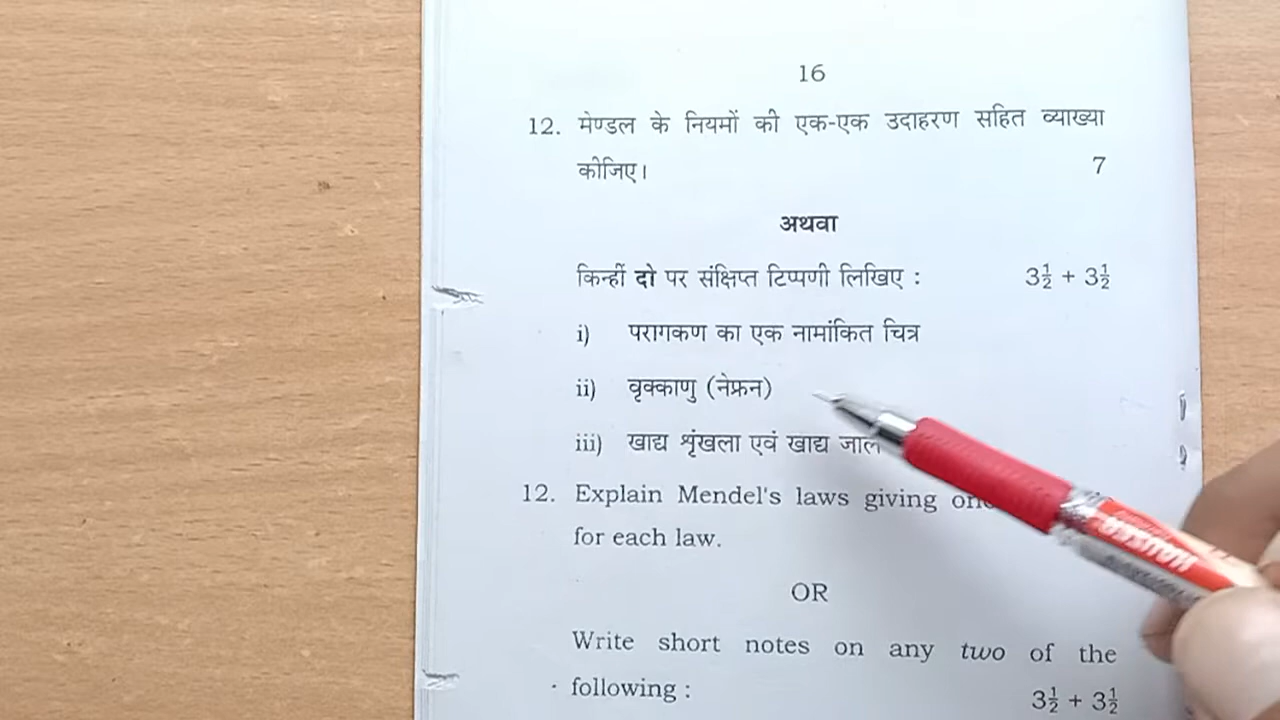 16
12. मेण्डल के नियमों की एक-एक उदाहरण सहित व्याख्या
कीजिए। 7
अथवा
किन्हीं दो पर संक्षिप्त टिप्पणी लिखिए : 3½ + 3½
i) परागकण का एक नामांकित चित्र
ii) वृक्काणु (नेफ्रन)
iii) खाद्य शृंखला एवं खाद्य जाल
12. Explain Mendel's laws giving one
for each law.
OR
Write short notes on any two of the
following : 3½ + 3½
HAUSER